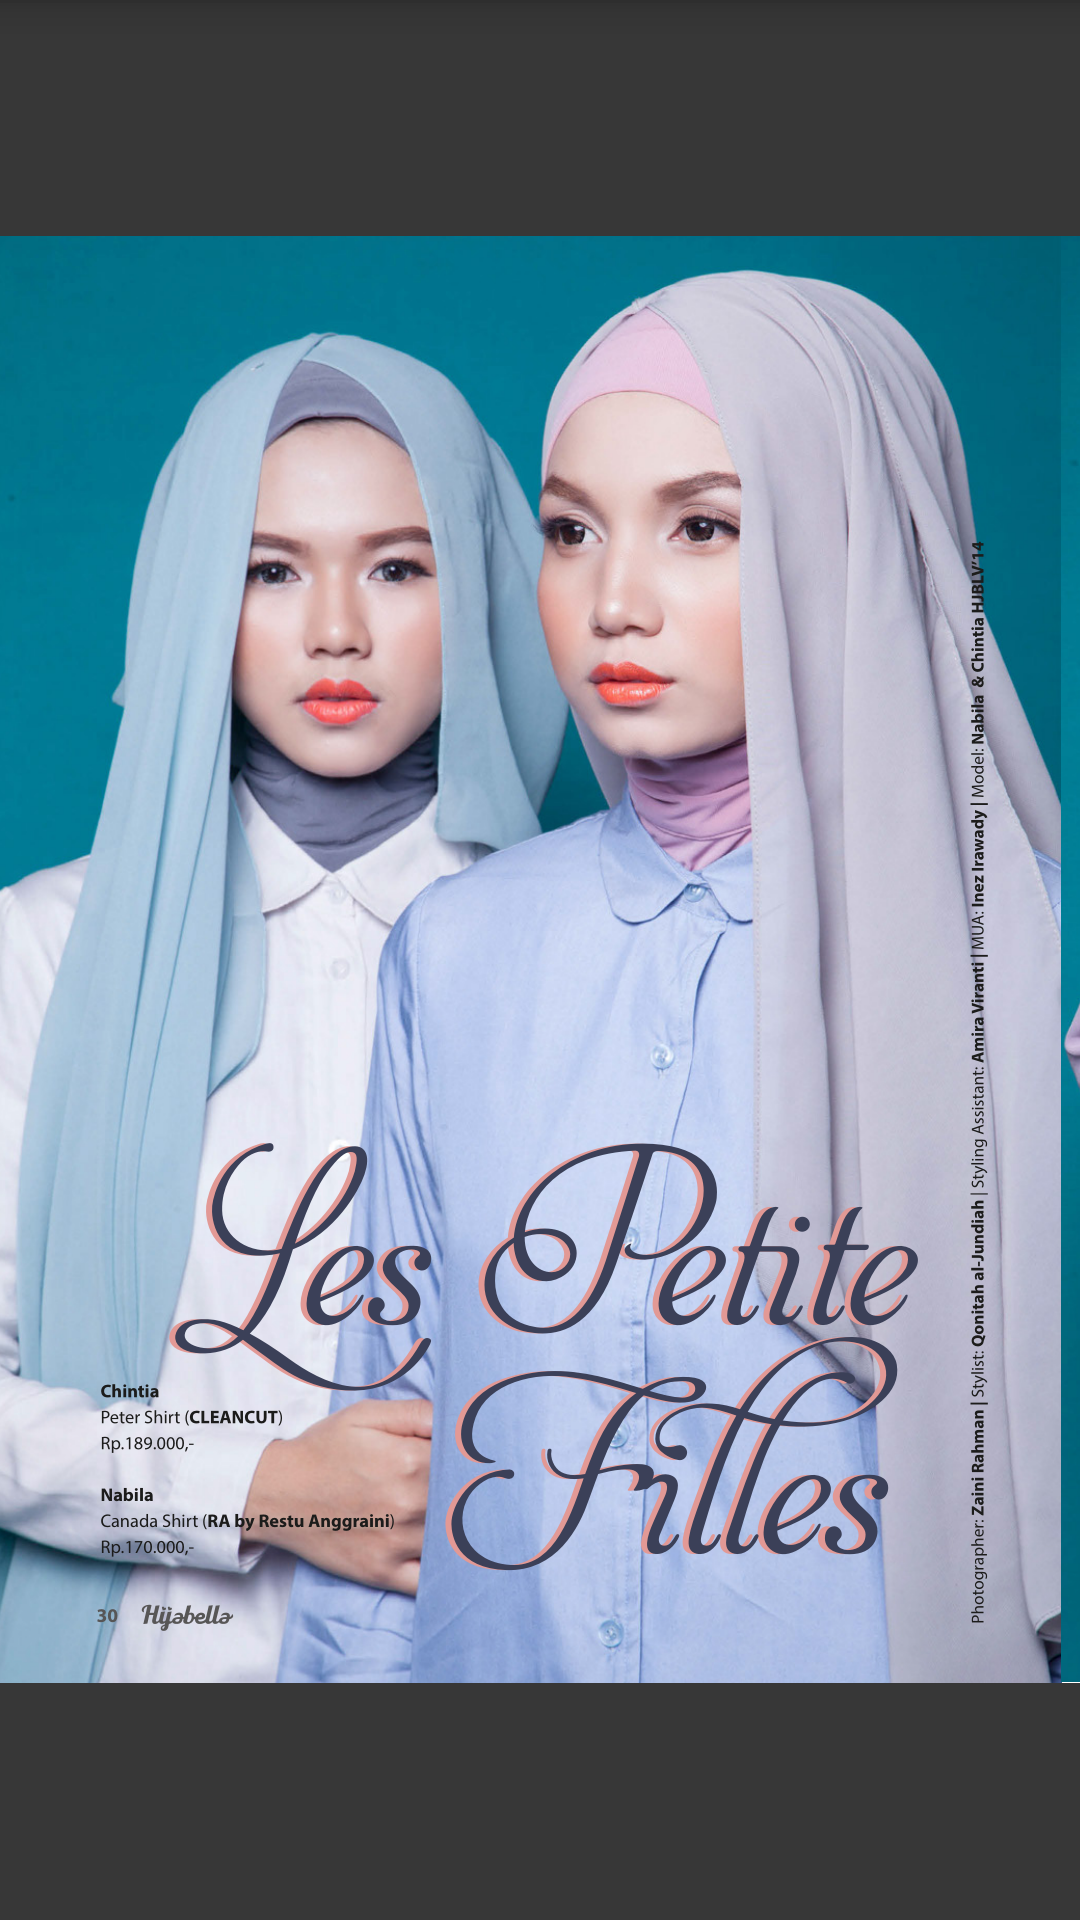 Les Petite
Filles
Chintia
Peter Shirt (CLEANCUT)
Rp.189.000,-
Nabila
Canada Shirt (RA by Restu Anggraini)
Rp.170.000,-
30 Hijabella
Photographer: Zaini Rahman | Stylist: Qonitah al-Jundiah | Styling Assistant: Amira Viranti | MUA: Inez Irawady | Model: Nabila & Chintia HJBLV'14